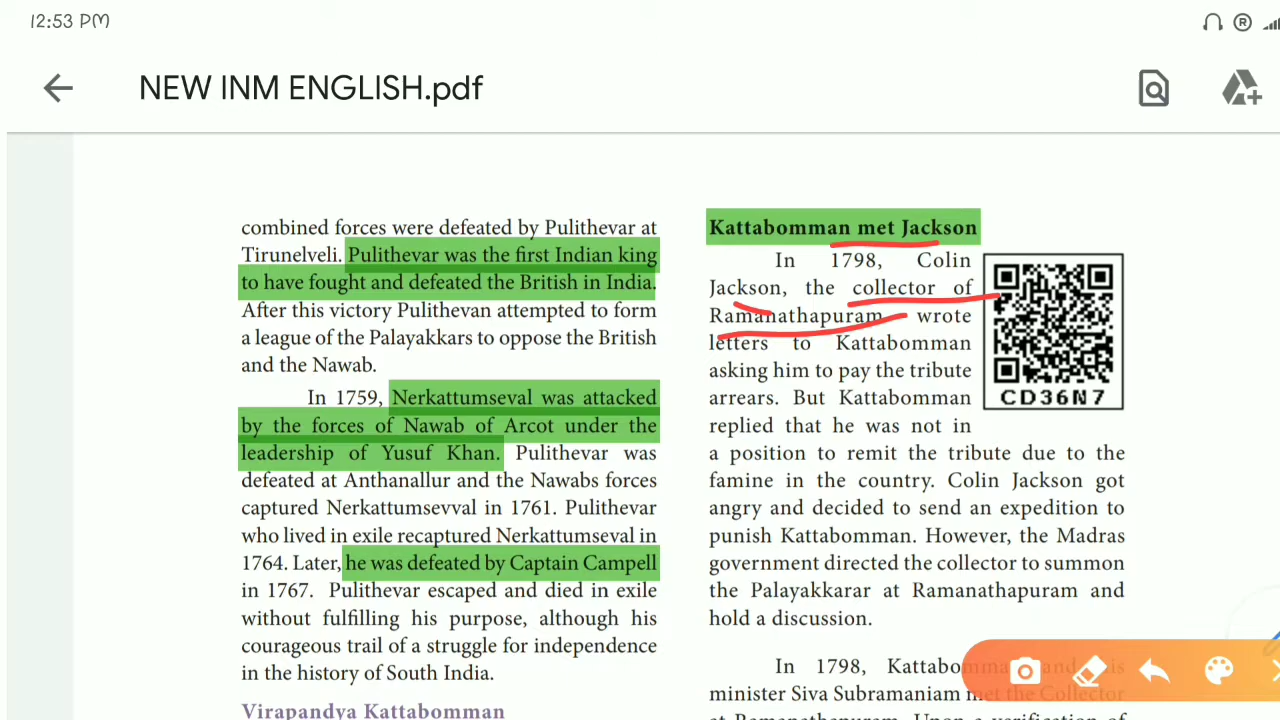 12:53 PM
NEW INM ENGLISH.pdf
combined forces were defeated by Pulithevar at
Tirunelveli. Pulithevar was the first Indian king
to have fought and defeated the British in India.
After this victory Pulithevan attempted to form
a league of the Palayakkars to oppose the British
and the Nawab.
In 1759, Nerkattumseval was attacked
by the forces of Nawab of Arcot under the
leadership of Yusuf Khan. Pulithevar was
defeated at Anthanallur and the Nawabs forces
captured Nerkattumsevval in 1761. Pulithevar
who lived in exile recaptured Nerkattumseval in
1764. Later, he was defeated by Captain Campell
in 1767. Pulithevar escaped and died in exile
without fulfilling his purpose, although his
courageous trail of a struggle for independence
in the history of South India.
Virapandya Kattabomman
Kattabomman met Jackson
In 1798, Colin
Jackson, the collector of
Ramanathapuram wrote
letters to Kattabomman
asking him to pay the tribute
arrears. But Kattabomman
replied that he was not in
a position to remit the tribute due to the
famine in the country. Colin Jackson got
angry and decided to send an expedition to
punish Kattabomman. However, the Madras
government directed the collector to summon
the Palayakkarar at Ramanathapuram and
hold a discussion.
CD36N7
In 1798, Kattabomman and his
minister Siva Subramaniam met the Collector
at Ramanathapuram. Upon a verification of